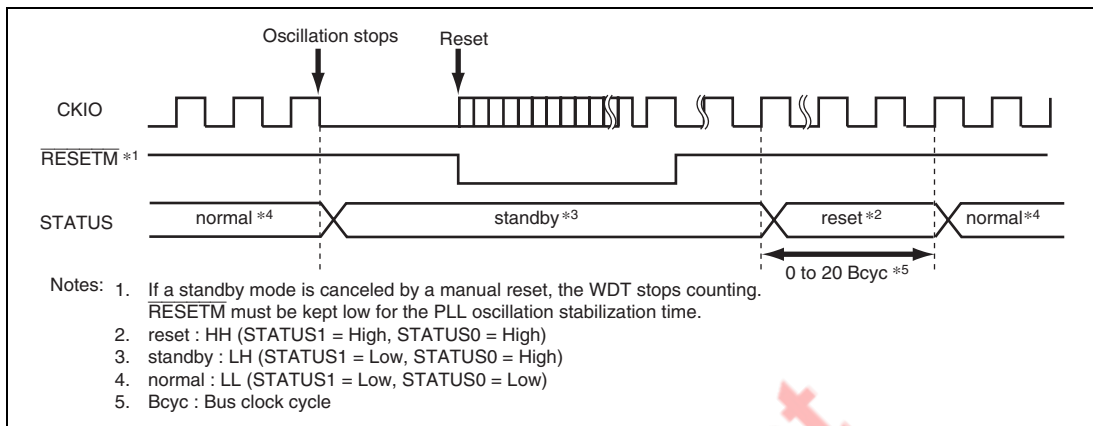 Oscillation stops Reset
CKIO
RESETM *1
STATUS normal *4 standby *3 reset *2 normal *4
0 to 20 Bcyc *5
Notes: 1. If a standby mode is canceled by a manual reset, the WDT stops counting.
RESETM must be kept low for the PLL oscillation stabilization time.
2. reset : HH (STATUS1 = High, STATUS0 = High)
3. standby : LH (STATUS1 = Low, STATUS0 = High)
4. normal : LL (STATUS1 = Low, STATUS0 = Low)
5. Bcyc : Bus clock cycle